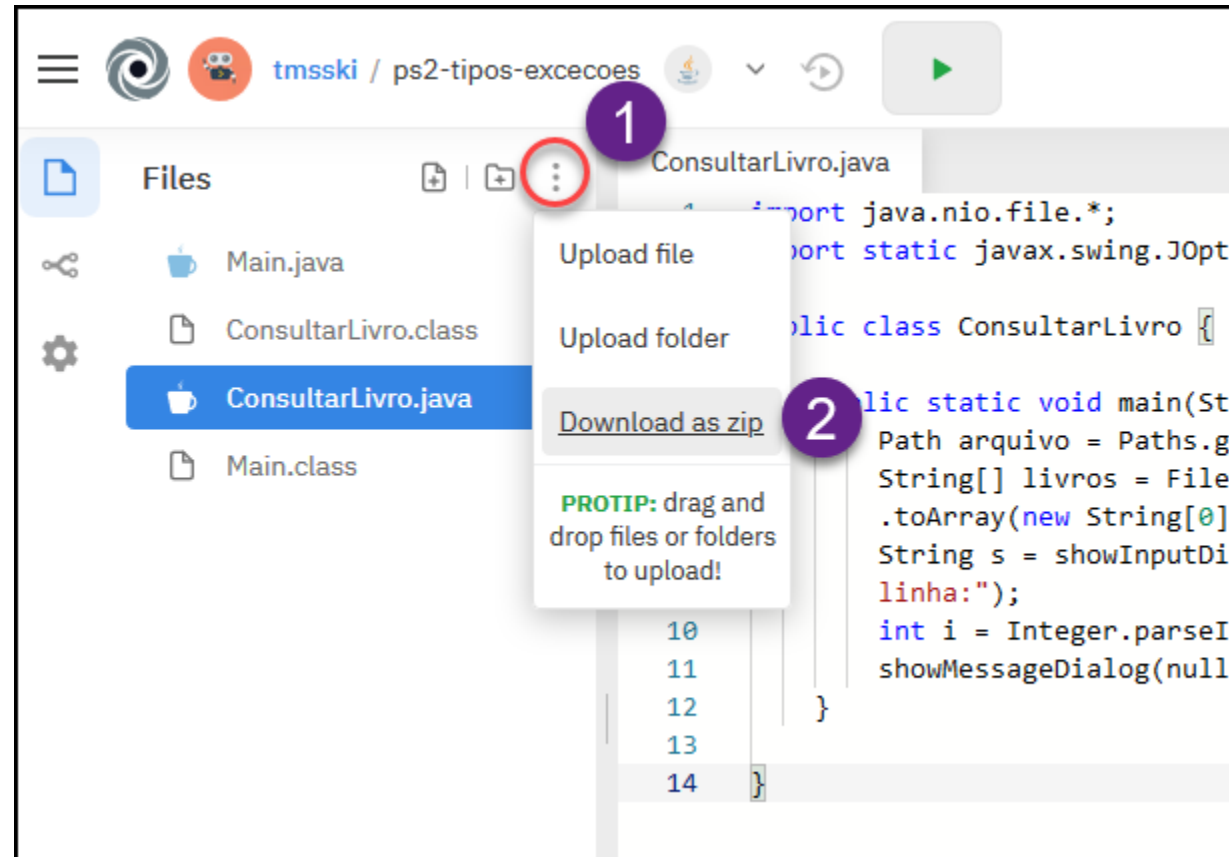 tmsski / ps2-tipos-excecoes
1
Files
ConsultarLivro.java
Main.java
ConsultarLivro.class
ConsultarLivro.java
Main.class
Upload file
Upload folder
Download as zip
2
PROTIP: drag and
drop files or folders
to upload!
import java.nio.file.*;
port static javax.swing.JOpt
lic class ConsultarLivro {
lic static void main(St
Path arquivo = Paths.g
String[] livros = File
.toArray(new String[0]
String s = showInputDi
linha:");
10 int i = Integer.parseI
11 showMessageDialog(null
12 }
13
14 }